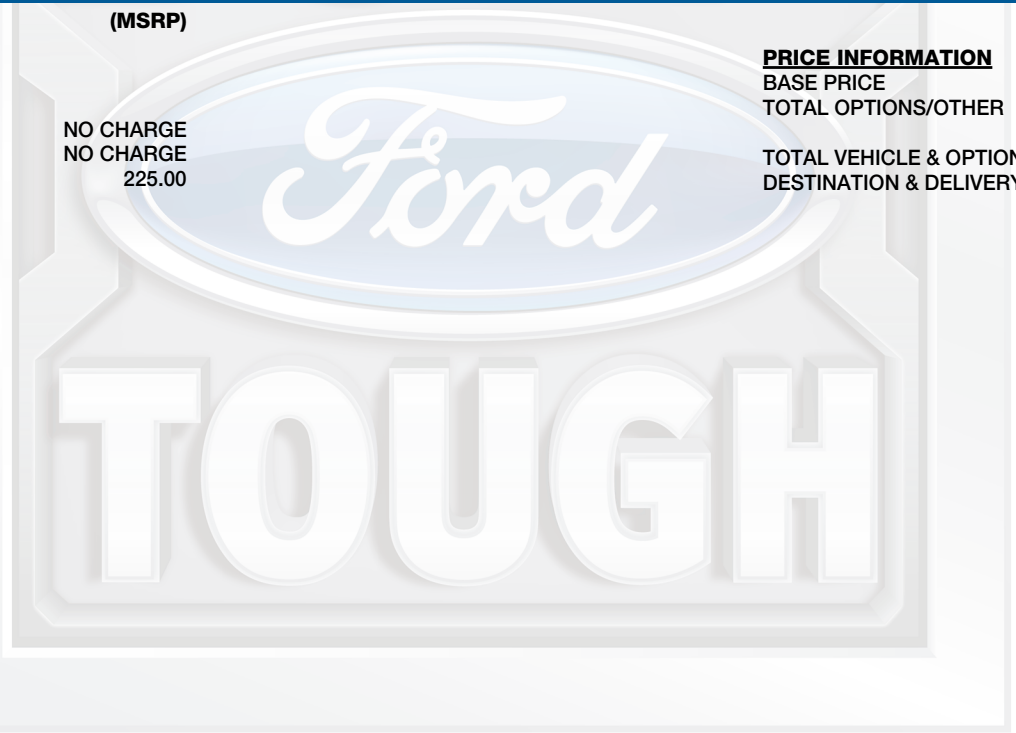 (MSRP)
NO CHARGE
NO CHARGE
225.00
PRICE INFORMATION
BASE PRICE
TOTAL OPTIONS/OTHER
TOTAL VEHICLE & OPTION
DESTINATION & DELIVERY
Ford
TOUGH